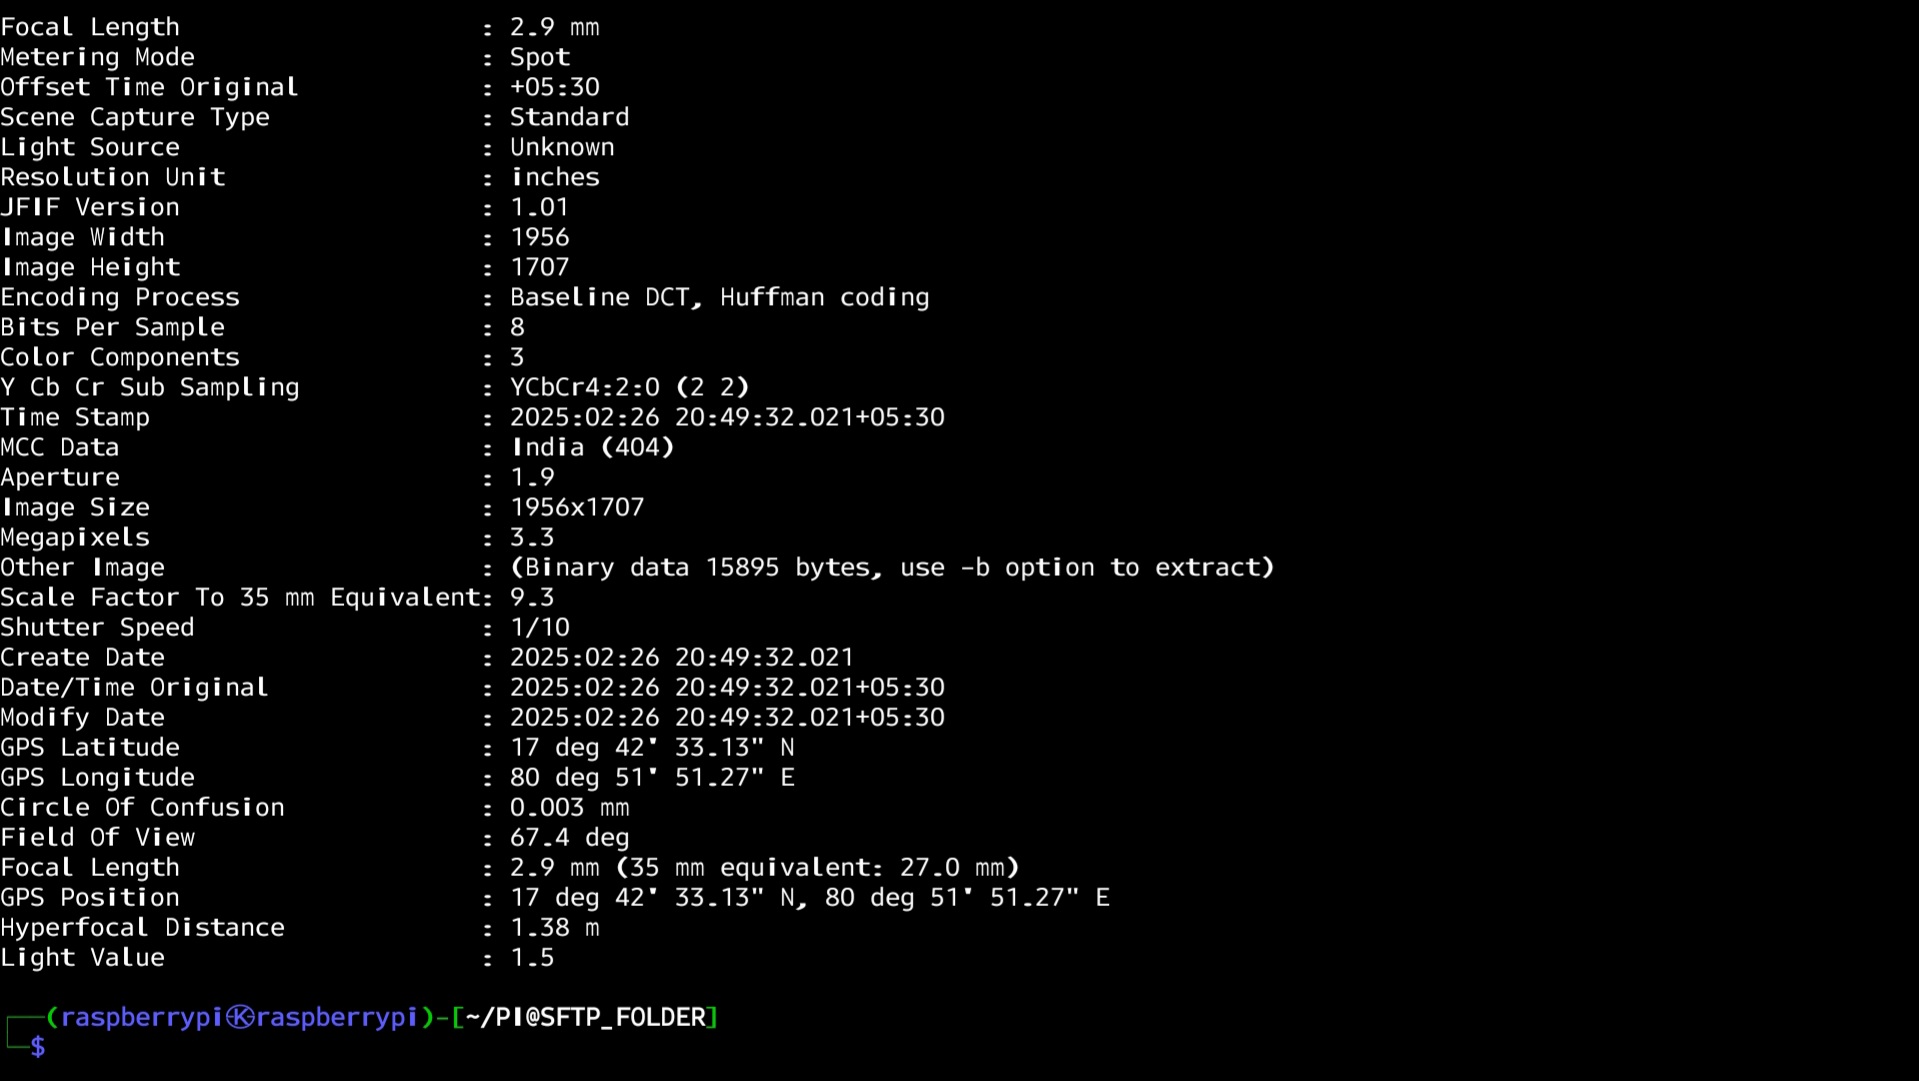 Focal Length : 2.9 mm
Metering Mode : Spot
Offset Time Original : +05:30
Scene Capture Type : Standard
Light Source : Unknown
Resolution Unit : inches
JFIF Version : 1.01
Image Width : 1956
Image Height : 1707
Encoding Process : Baseline DCT, Huffman coding
Bits Per Sample : 8
Color Components : 3
Y Cb Cr Sub Sampling : YCbCr4:2:0 (2 2)
Time Stamp : 2025:02:26 20:49:32.021+05:30
MCC Data : India (404)
Aperture : 1.9
Image Size : 1956x1707
Megapixels : 3.3
Other Image : (Binary data 15895 bytes, use -b option to extract)
Scale Factor To 35 mm Equivalent: 9.3
Shutter Speed : 1/10
Create Date : 2025:02:26 20:49:32.021
Date/Time Original : 2025:02:26 20:49:32.021+05:30
Modify Date : 2025:02:26 20:49:32.021+05:30
GPS Latitude : 17 deg 42' 33.13" N
GPS Longitude : 80 deg 51' 51.27" E
Circle Of Confusion : 0.003 mm
Field Of View : 67.4 deg
Focal Length : 2.9 mm (35 mm equivalent: 27.0 mm)
GPS Position : 17 deg 42' 33.13" N, 80 deg 51' 51.27" E
Hyperfocal Distance : 1.38 m
Light Value : 1.5
┌──(raspberrypi㉿raspberrypi)-[~/PI@SFTP_FOLDER]
└─$